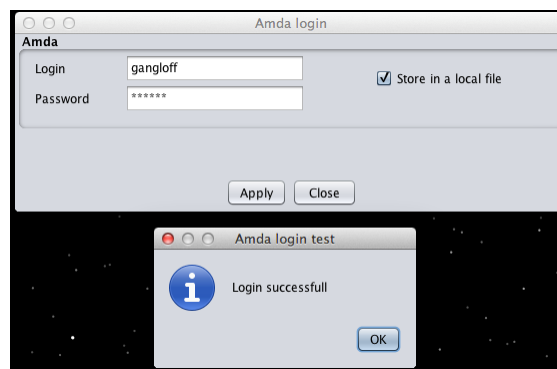 Amda login
Amda
Login gangloff
Store in a local file
Password ******
Apply Close
Amda login test
Login successfull
OK